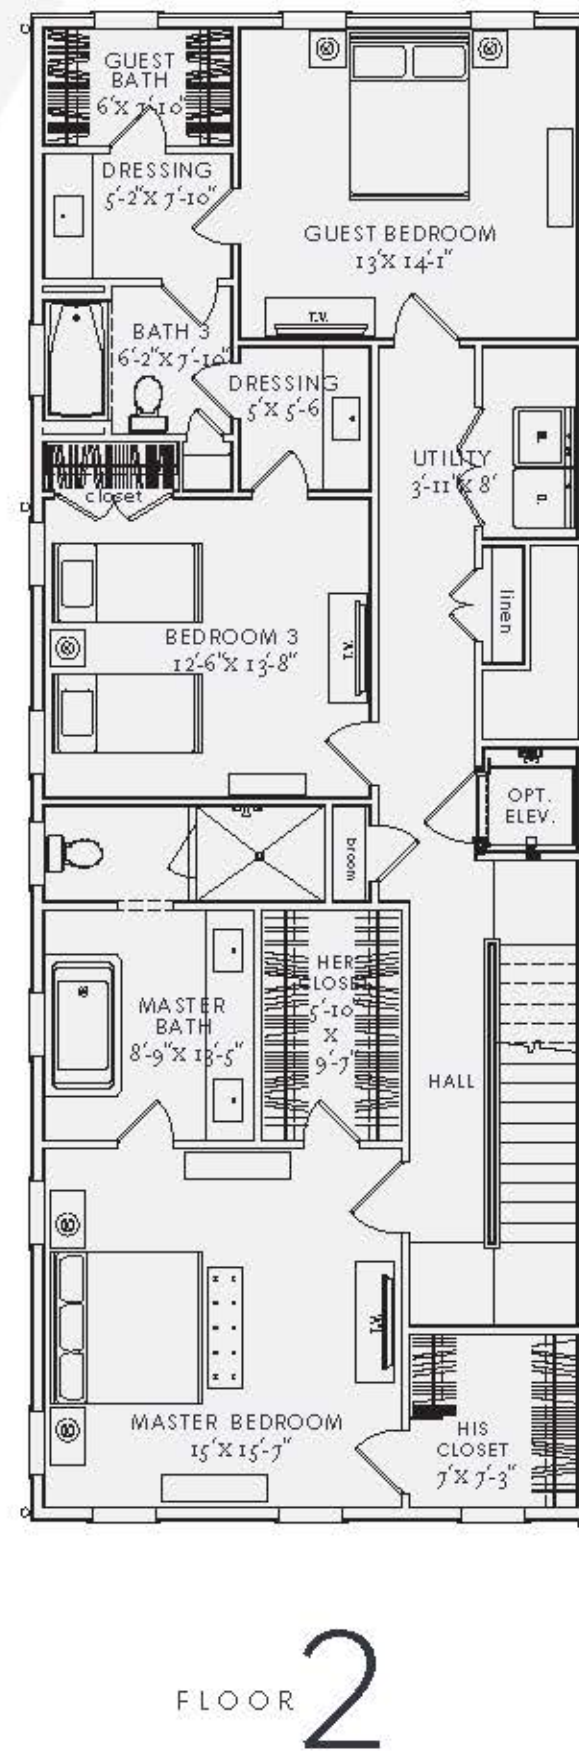 GUEST
BATH
6'X 7'-10"
DRESSING
5'-2"X 7'-10"
GUEST BEDROOM
13'X 14'-1"
T.V.
BATH 3
6'-2"X 7'-10"
DRESSING
5'X 5'-6
UTILITY
3'-11"X 8'
D.
closet
linen
BEDROOM 3
12'-6"X 13'-8"
T.V.
OPT.
ELEV.
broom
HER
CLOSET
5'-10"
X
9'-7"
MASTER
BATH
8'-9"X 13'-5"
HALL
T.V.
MASTER BEDROOM
15'X 15'-7"
HIS
CLOSET
7'X 7'-3"
FLOOR 2